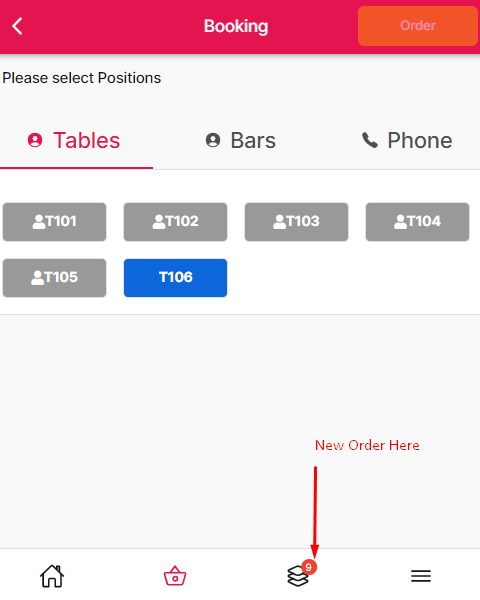 Booking
Order
Please select Positions
Tables
Bars
Phone
T101
T102
T103
T104
T105
T106
New Order Here
9